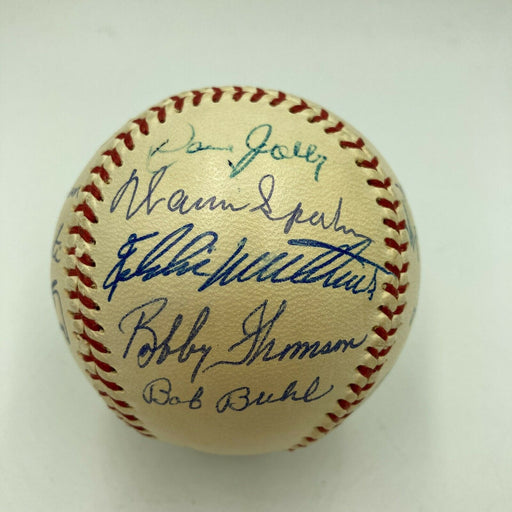 Dave Jolly
Warren Spahn
Eddie Mathews
Bobby Thomson
Bob Buhl